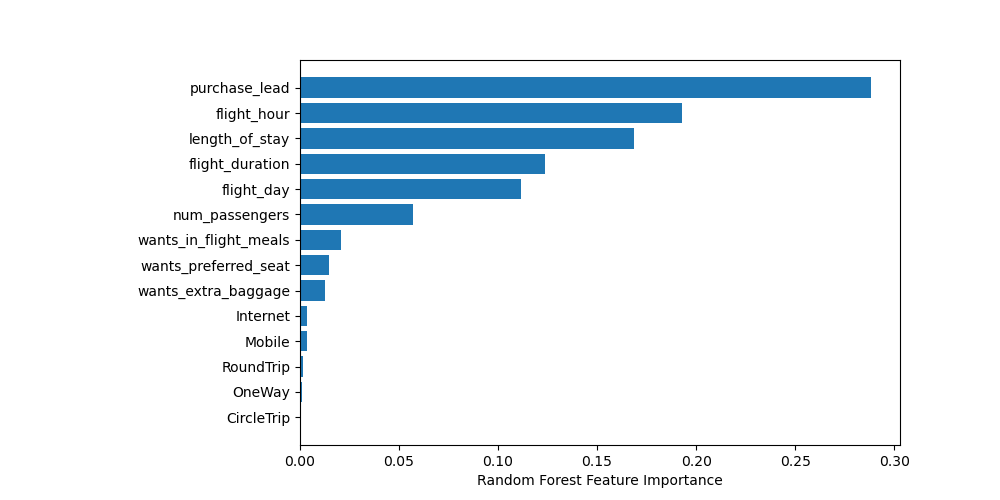 purchase_lead
flight_hour
length_of_stay
flight_duration
flight_day
num_passengers
wants_in_flight_meals
wants_preferred_seat
wants_extra_baggage
Internet
Mobile
RoundTrip
OneWay
CircleTrip
0.00 0.05 0.10 0.15 0.20 0.25 0.30
Random Forest Feature Importance